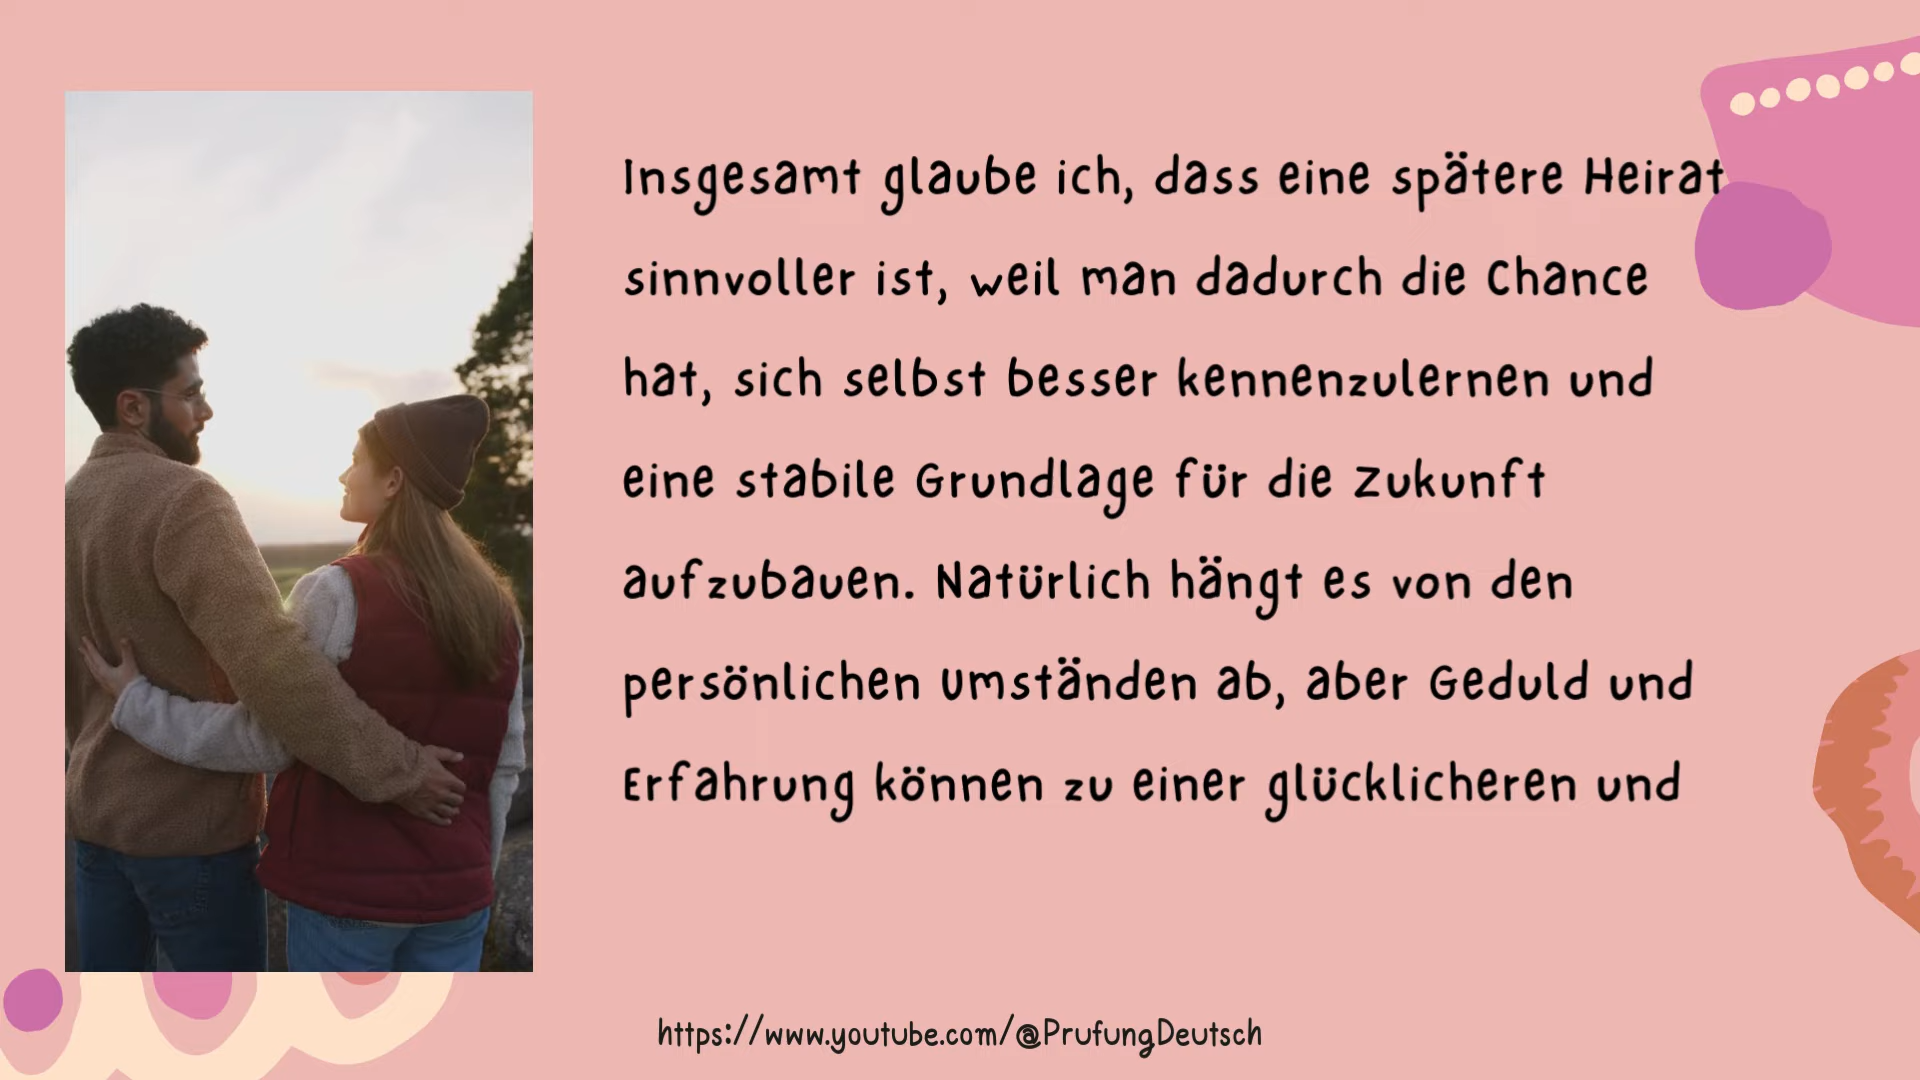 Insgesamt glaube ich, dass eine spätere Heirat
sinnvoller ist, weil man dadurch die Chance
hat, sich selbst besser kennenzulernen und
eine stabile Grundlage für die Zukunft
aufzubauen. Natürlich hängt es von den
persönlichen Umständen ab, aber Geduld und
Erfahrung können zu einer glücklicheren und
https://www.youtube.com/@PrufungDeutsch